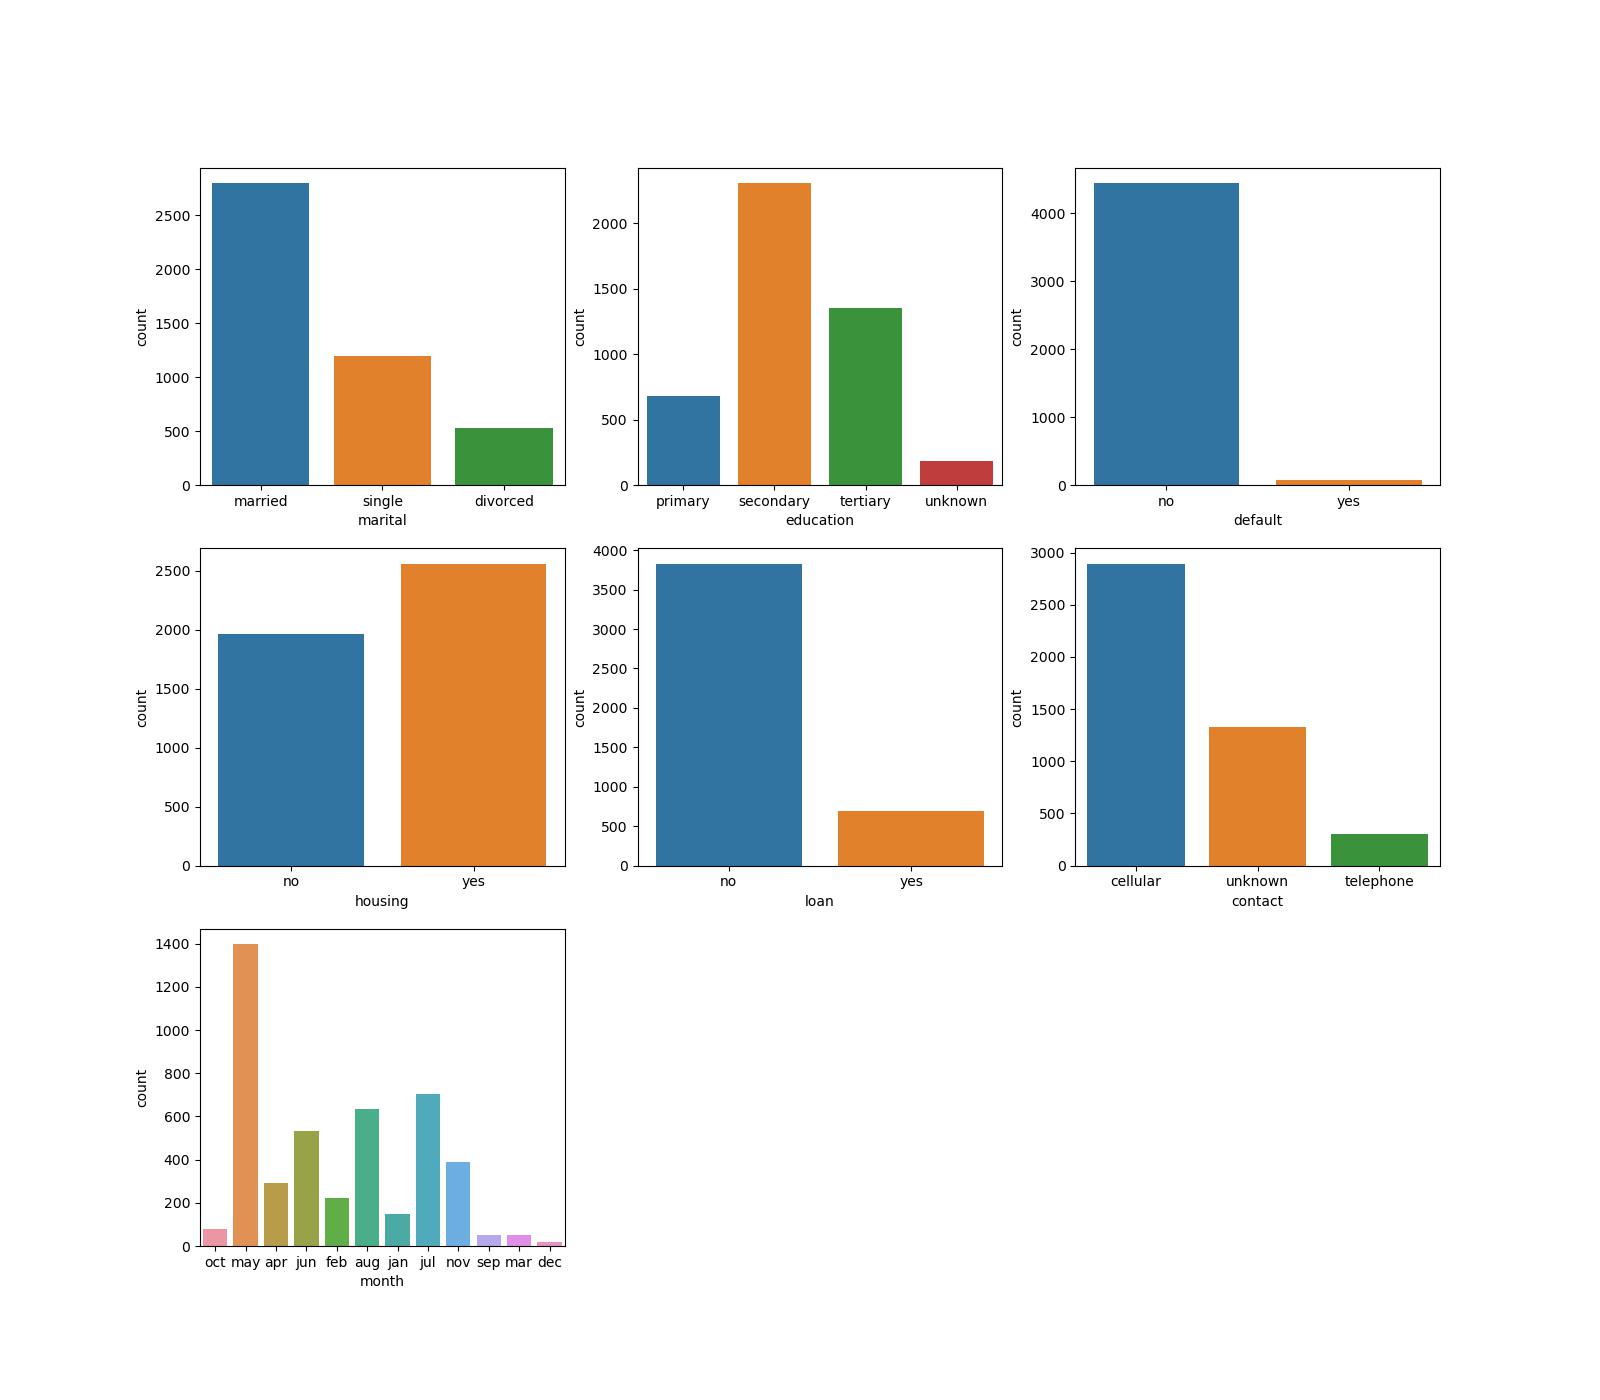 2500
2000
1500
1000
500
0
count
married single divorced
marital
2000
1500
1000
500
0
count
primary secondary tertiary unknown
education
4000
3000
2000
1000
0
count
no yes
default
2500
2000
1500
1000
500
0
count
no yes
housing
4000
3500
3000
2500
2000
1500
1000
500
0
count
no yes
loan
3000
2500
2000
1500
1000
500
0
count
cellular unknown telephone
contact
1400
1200
1000
800
600
400
200
0
count
oct may apr jun feb aug jan jul nov sep mar dec
month